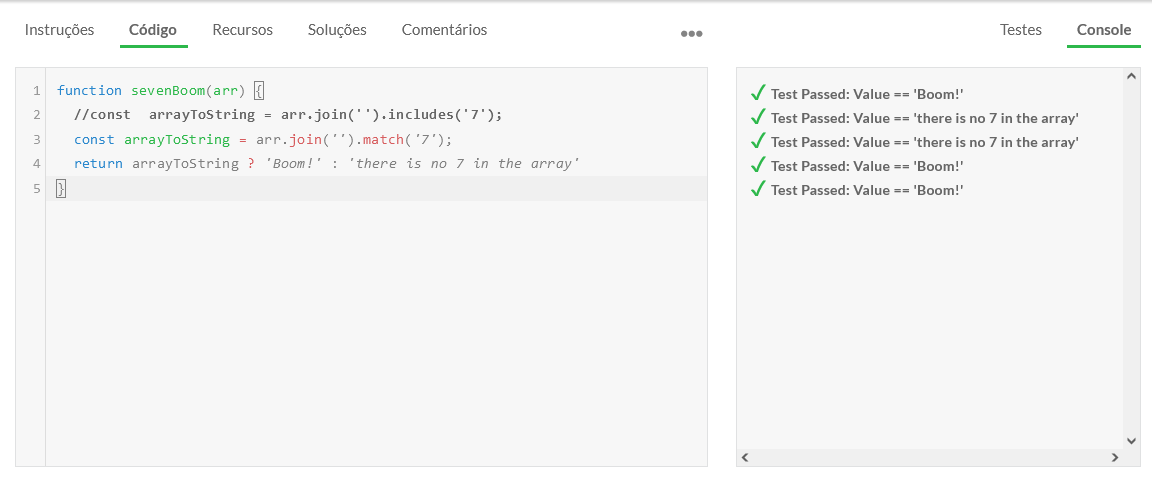 Instruções Código Recursos Soluções Comentários ••• Testes Console
1 function sevenBoom(arr) {
2 //const  arrayToString = arr.join('').includes('7');
3 const arrayToString = arr.join('').match('7');
4 return arrayToString ? 'Boom!' : 'there is no 7 in the array'
5 }
✓ Test Passed: Value == 'Boom!'
✓ Test Passed: Value == 'there is no 7 in the array'
✓ Test Passed: Value == 'there is no 7 in the array'
✓ Test Passed: Value == 'Boom!'
✓ Test Passed: Value == 'Boom!'